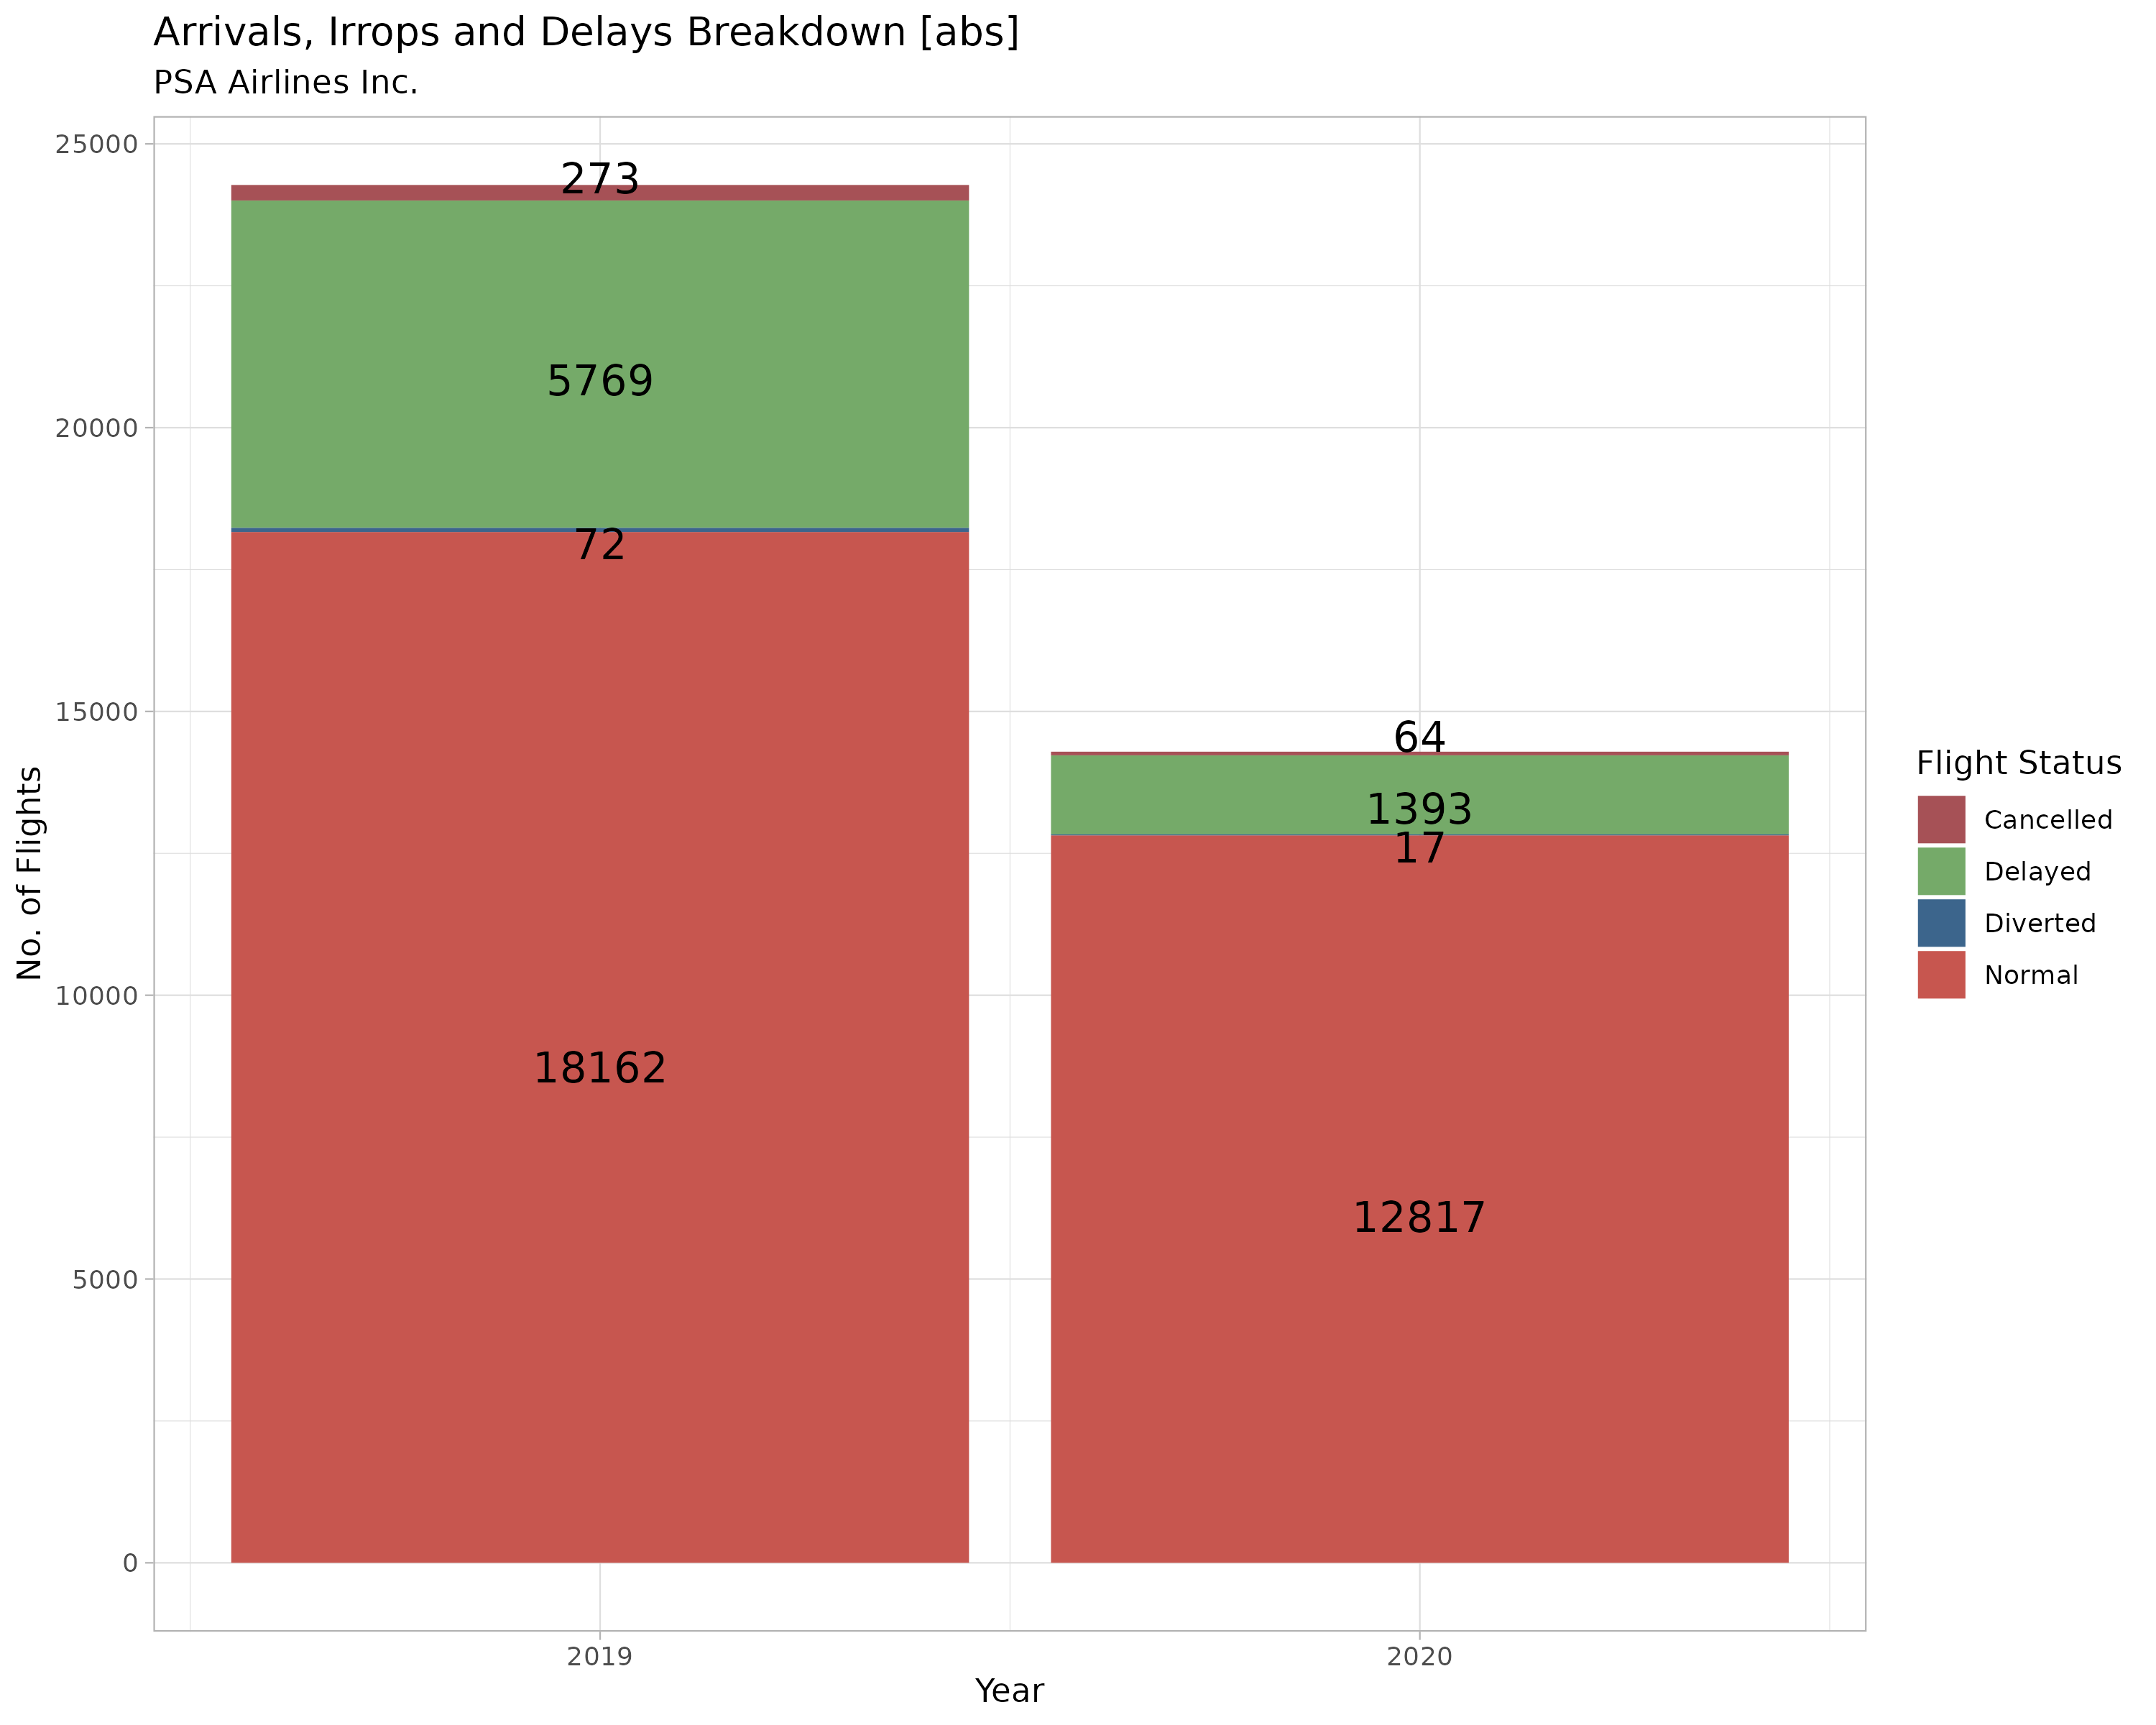 Arrivals, Irrops and Delays Breakdown [abs]
PSA Airlines Inc.
No. of Flights
25000
20000
15000
10000
5000
0
273
5769
72
18162
64
1393
17
12817
2019
2020
Year
Flight Status
Cancelled
Delayed
Diverted
Normal